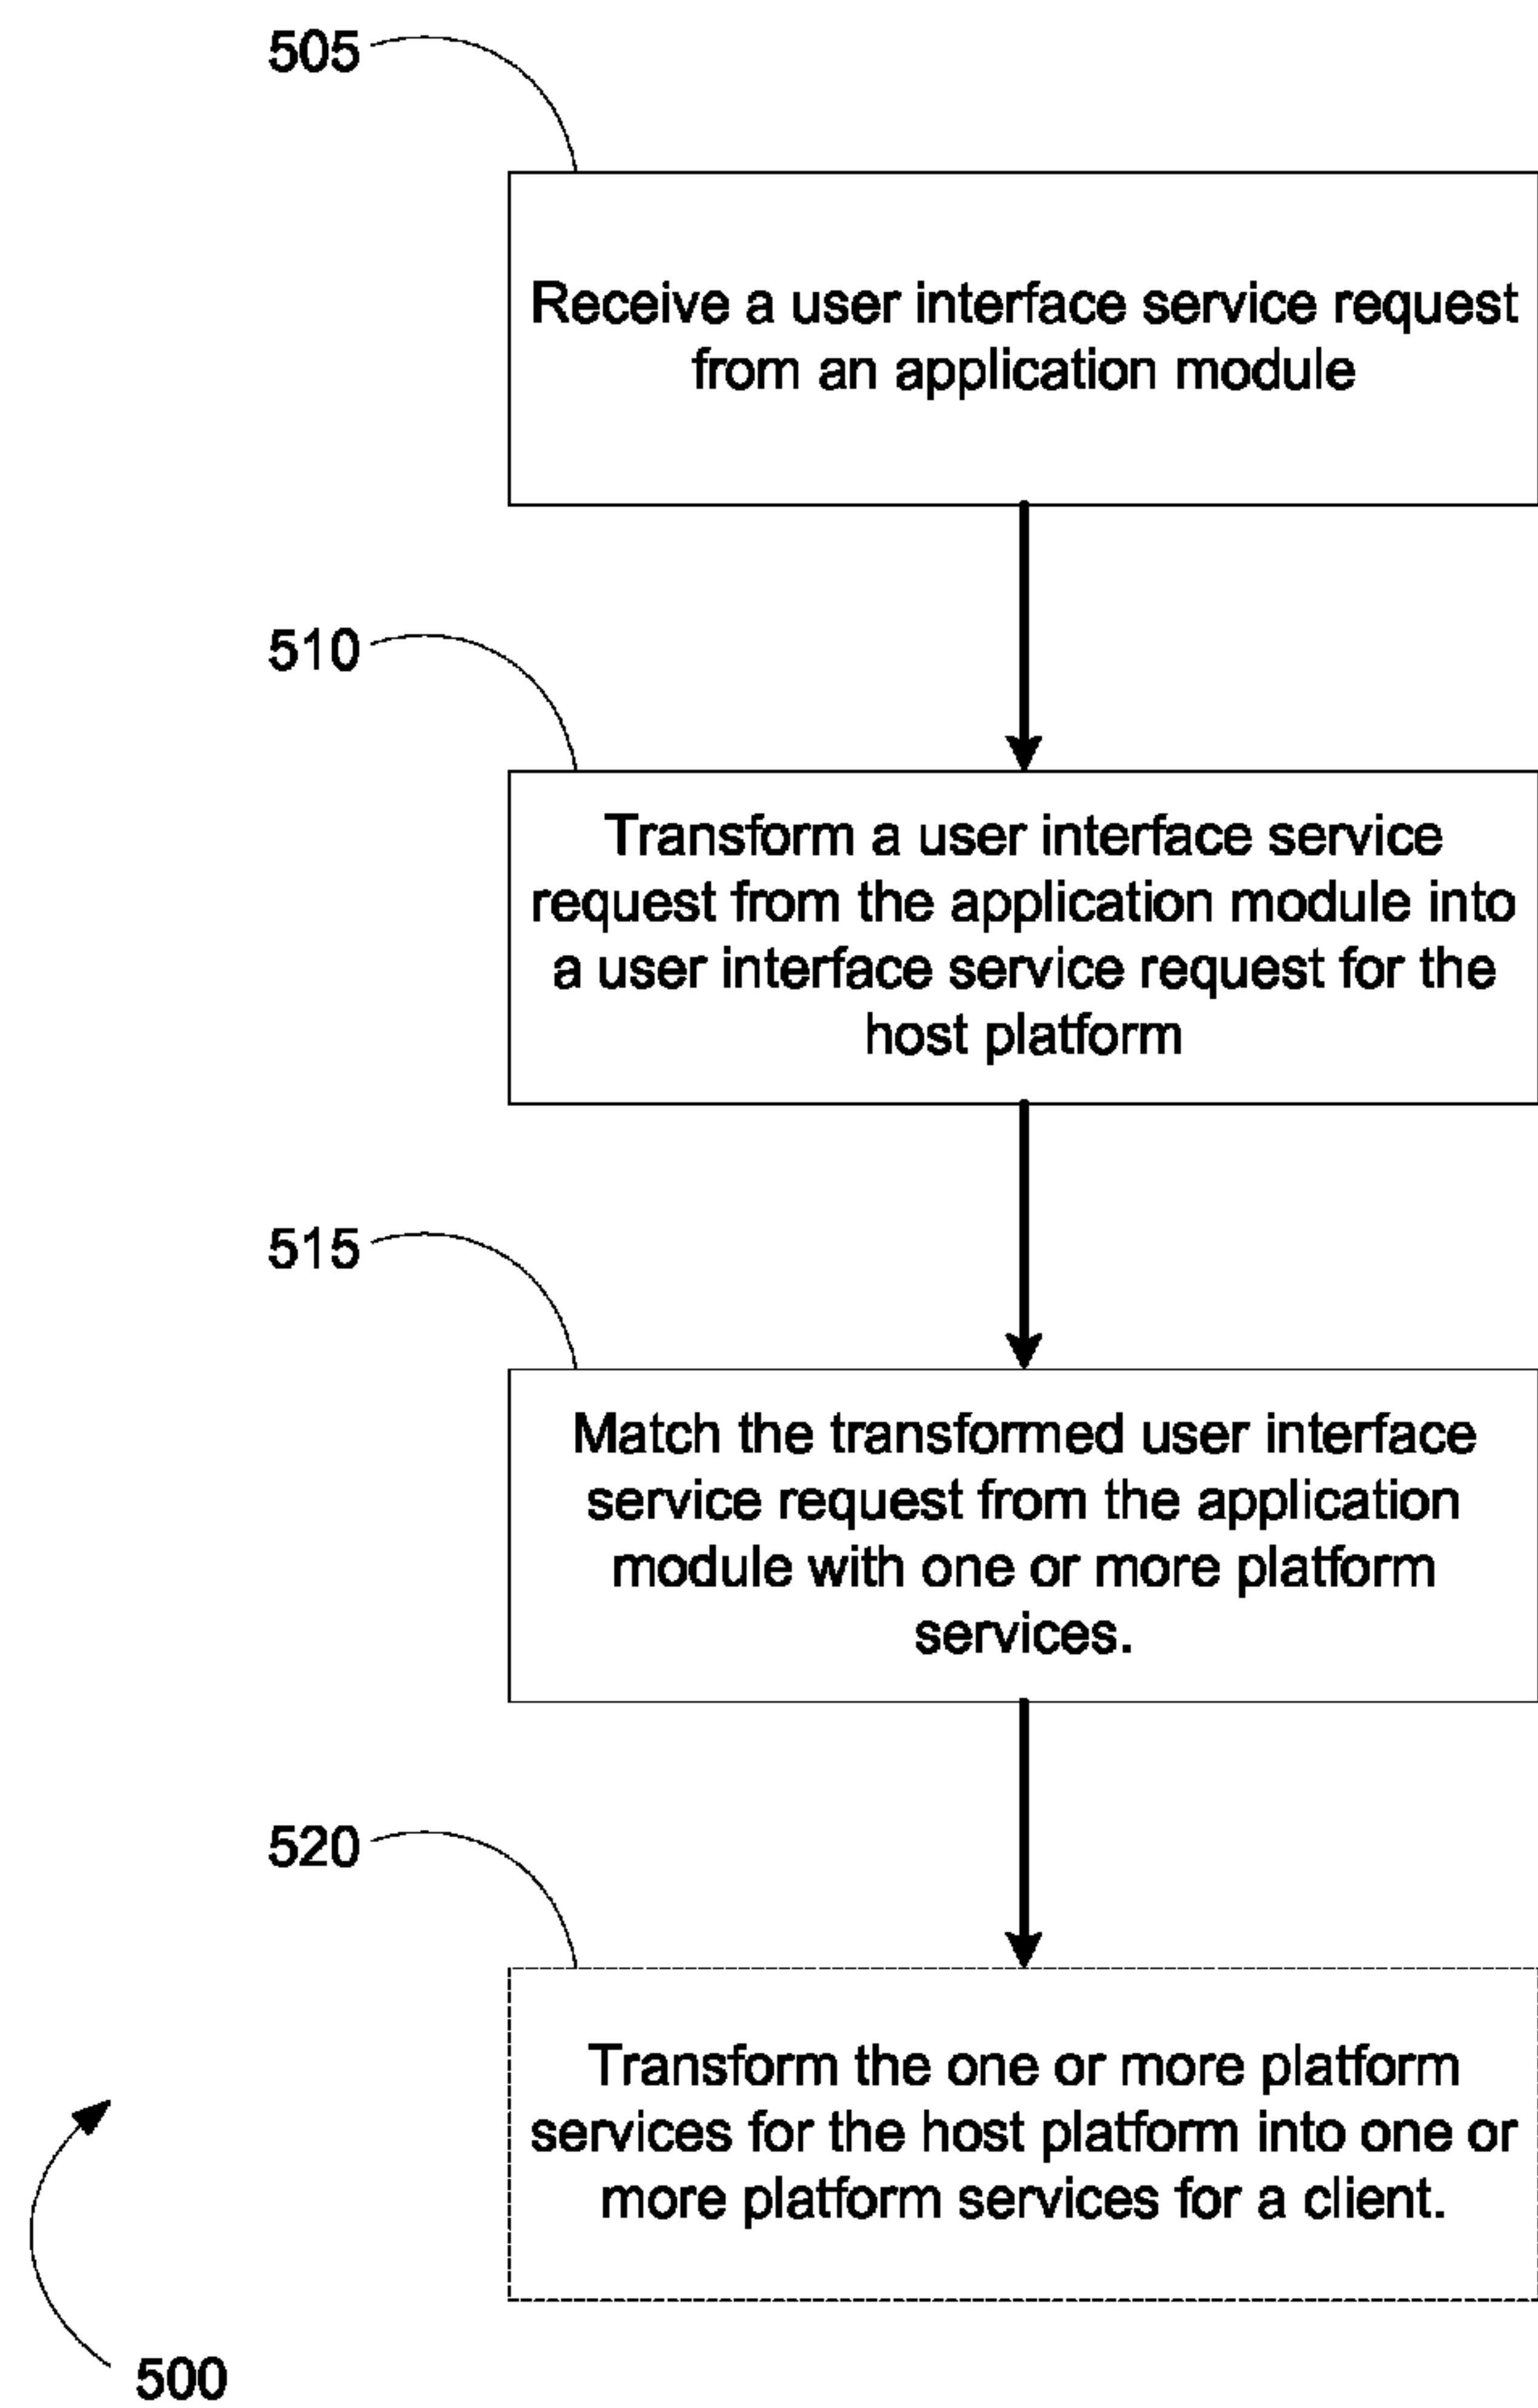 505
Receive a user interface service request
from an application module
510
Transform a user interface service
request from the application module into
a user interface service request for the
host platform
515
Match the transformed user interface
service request from the application
module with one or more platform
services.
520
Transform the one or more platform
services for the host platform into one or
more platform services for a client.
500